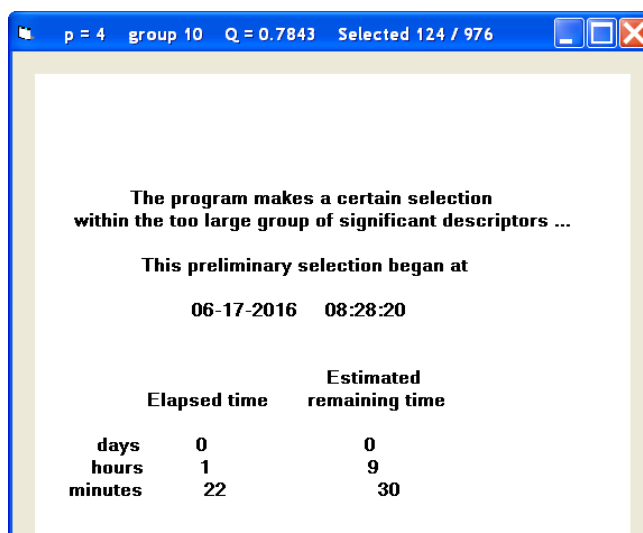 p = 4 group 10 Q = 0.7843 Selected 124 / 976
The program makes a certain selection
within the too large group of significant descriptors ...
This preliminary selection began at
06-17-2016 08:28:20
Estimated
Elapsed time remaining time
days 0 0
hours 1 9
minutes 22 30